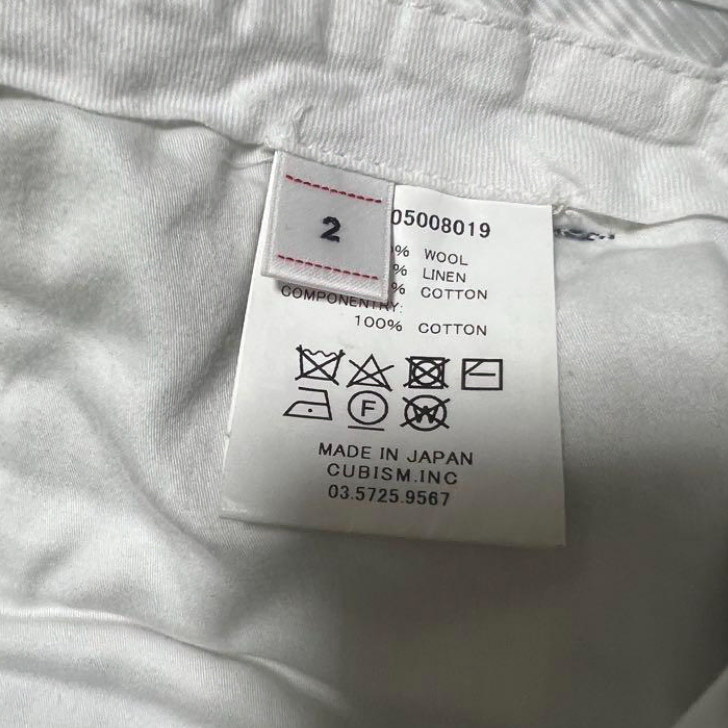 2
05008019
% WOOL
% LINEN
% COTTON
COMPONENTRY:
100% COTTON
F
W
MADE IN JAPAN
CUBISM.INC
03.5725.9567